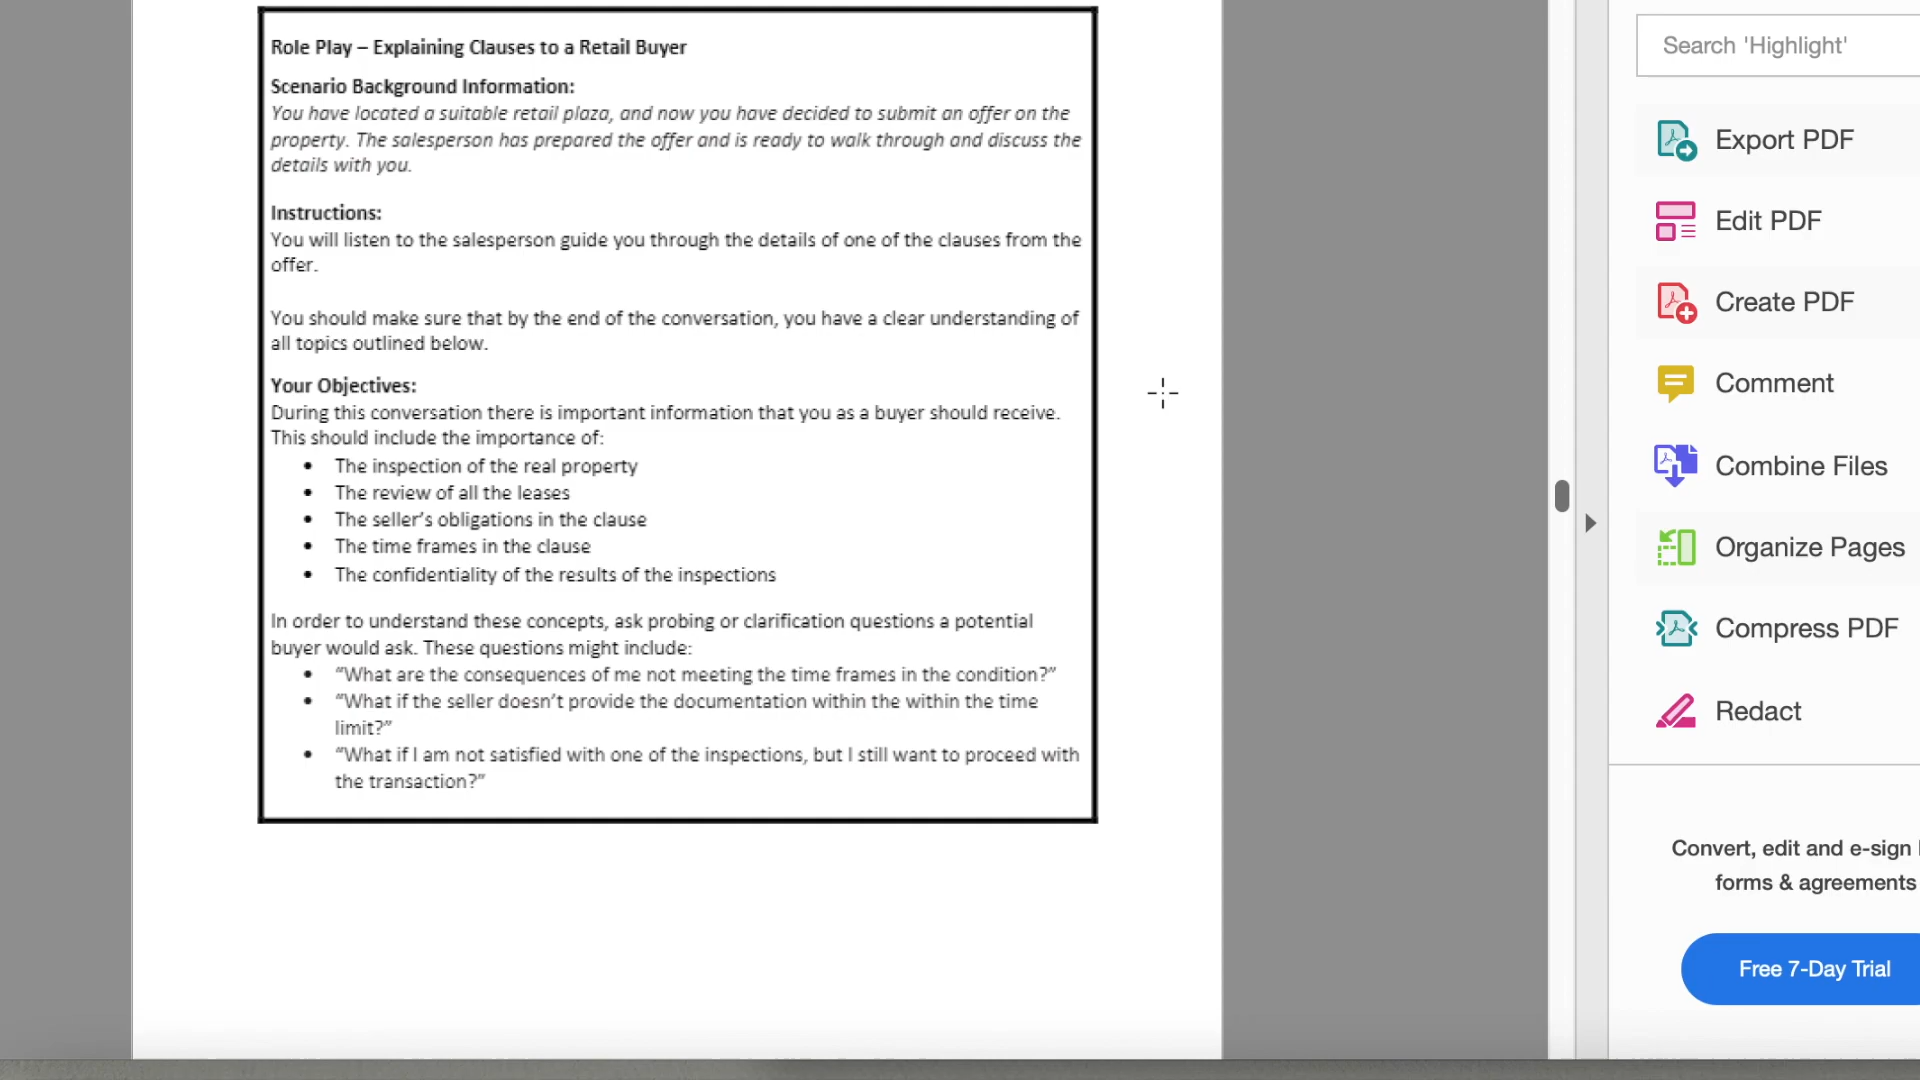 Role Play – Explaining Clauses to a Retail Buyer
Scenario Background Information:
You have located a suitable retail plaza, and now you have decided to submit an offer on the
property. The salesperson has prepared the offer and is ready to walk through and discuss the
details with you.
Instructions:
You will listen to the salesperson guide you through the details of one of the clauses from the
offer.
You should make sure that by the end of the conversation, you have a clear understanding of
all topics outlined below.
Your Objectives:
During this conversation there is important information that you as a buyer should receive.
This should include the importance of:
• The inspection of the real property
• The review of all the leases
• The seller's obligations in the clause
• The time frames in the clause
• The confidentiality of the results of the inspections
In order to understand these concepts, ask probing or clarification questions a potential
buyer would ask. These questions might include:
• “What are the consequences of me not meeting the time frames in the condition?”
• “What if the seller doesn't provide the documentation within the within the time
limit?”
• “What if I am not satisfied with one of the inspections, but I still want to proceed with
the transaction?”
Search 'Highlight'
Export PDF
Edit PDF
Create PDF
Comment
Combine Files
Organize Pages
Compress PDF
Redact
Convert, edit and e-sign
forms & agreements
Free 7-Day Trial